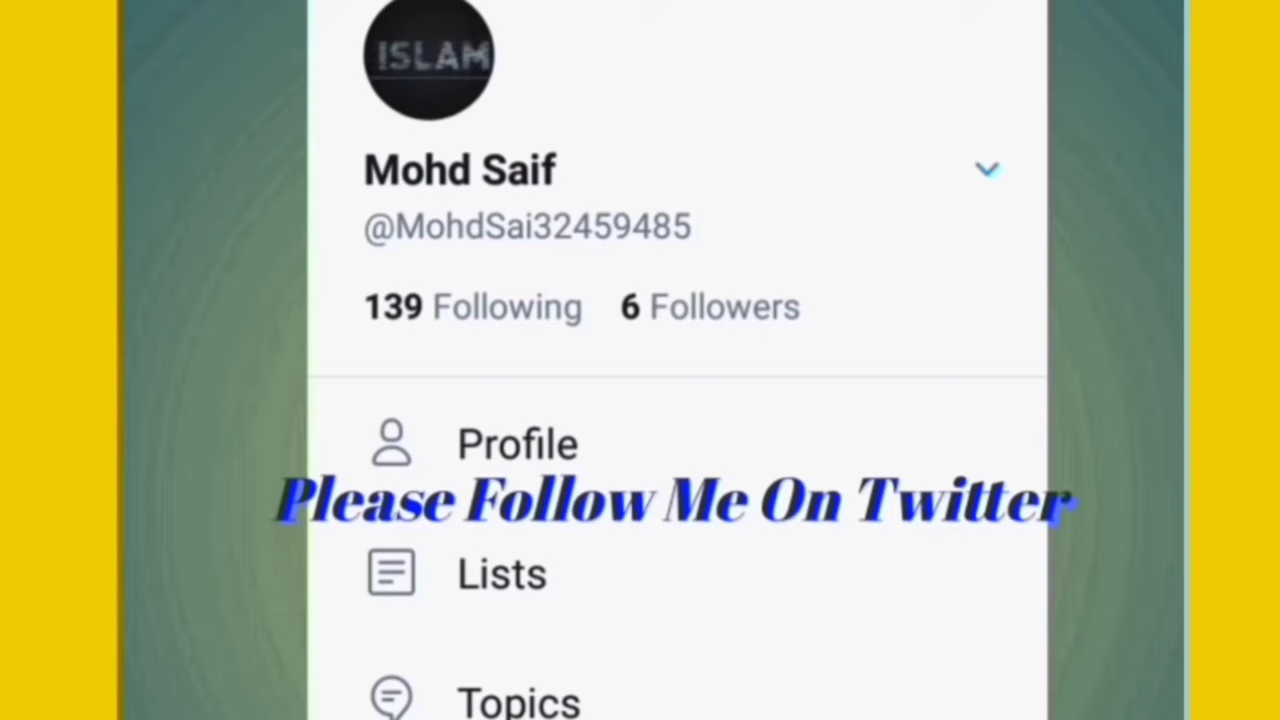 ISLAM
Mohd Saif
@MohdSai32459485
139 Following 6 Followers
Profile
Please Follow Me On Twitter
Lists
Topics